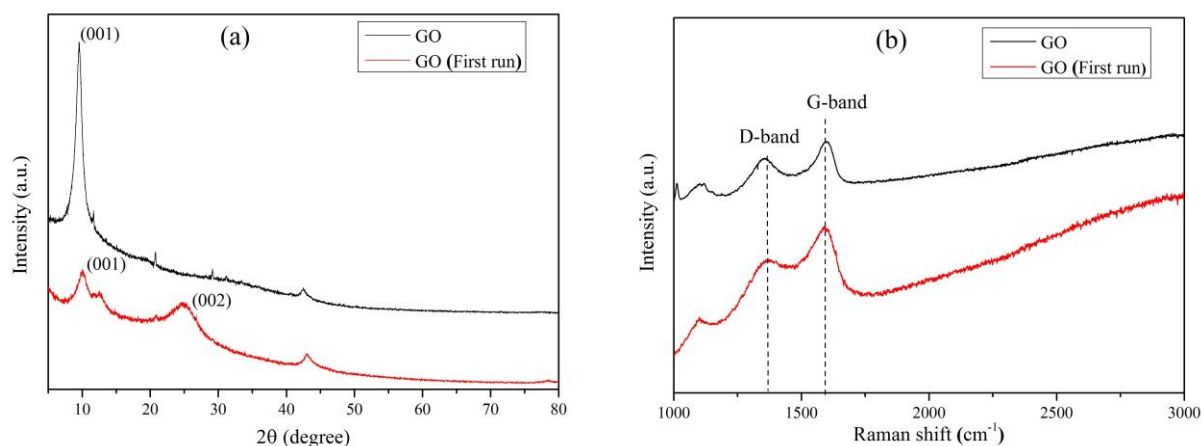 (a)
GO
GO (First run)
(001)
(001)
(002)
Intensity (a.u.)
10 20 30 40 50 60 70 80
2θ (degree)
(b)
GO
GO (First run)
G-band
D-band
Intensity (a.u.)
1000 1500 2000 2500 3000
Raman shift (cm⁻¹)